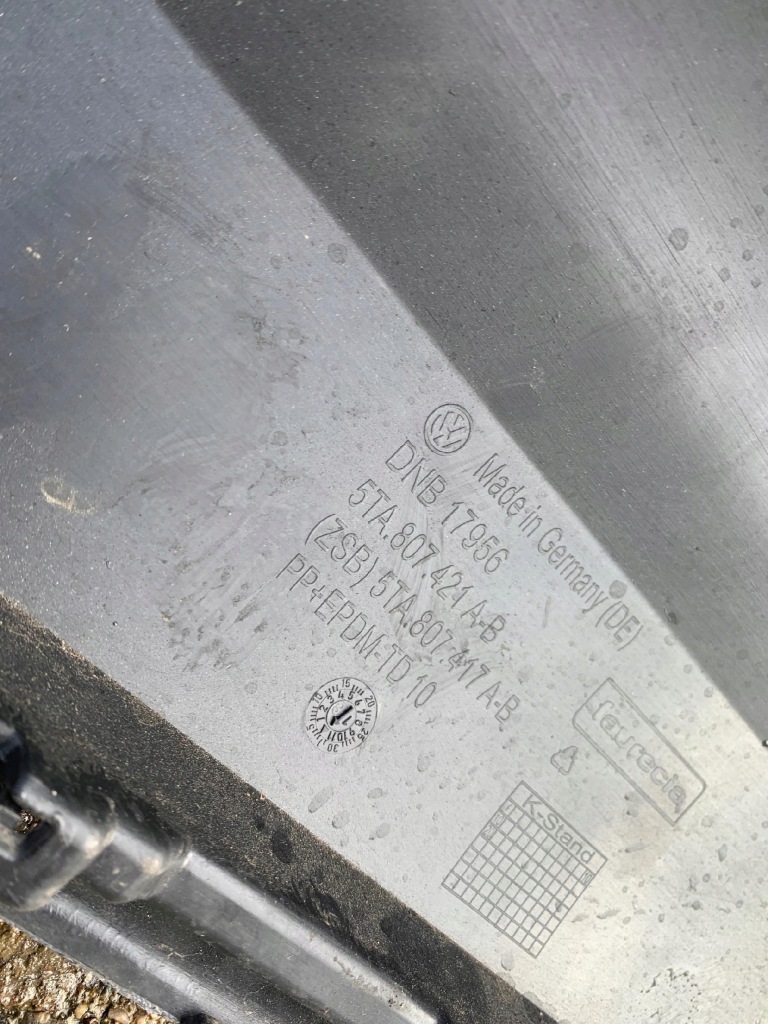 Made in Germany (DE)
DNB 17956
5TA.807.421 A-B
(ZSB) 5TA.807.417 A-B
PP+EPDM-TD 10
faurecia
K-Stand